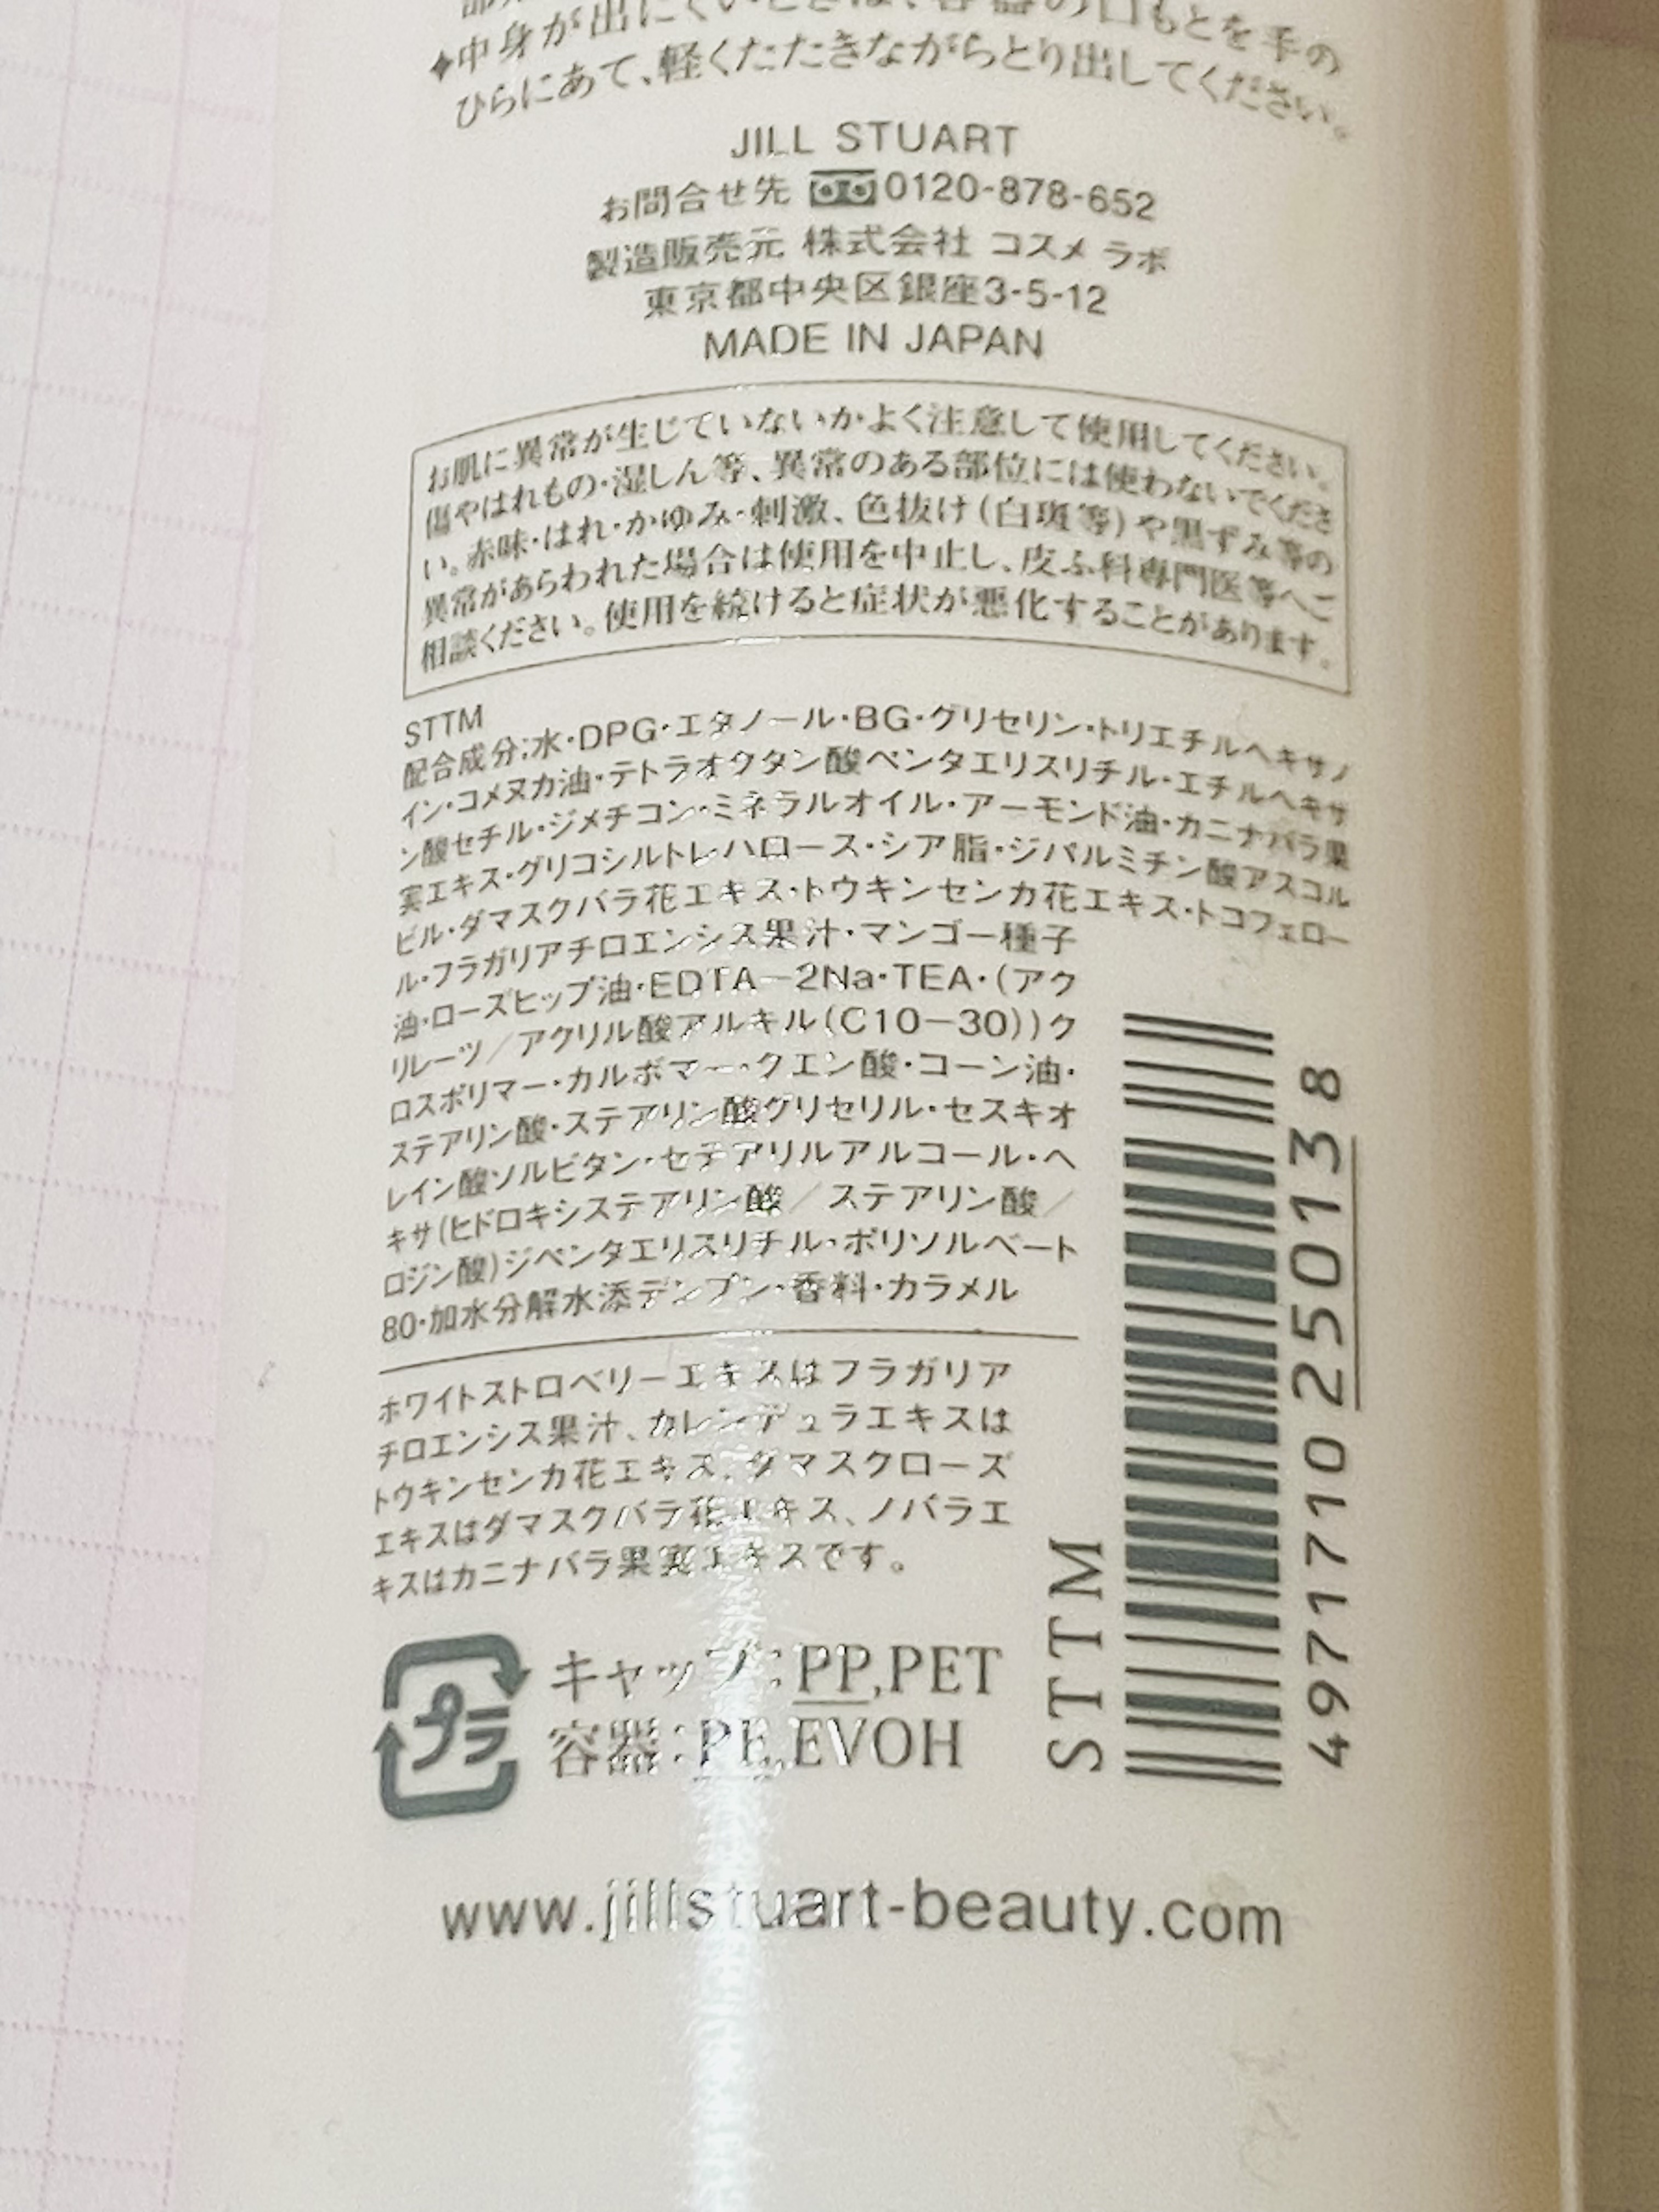 ✦中身が出にくいときは、容器の口もとを手の
ひらにあて、軽くたたきながらとり出してください。
JILL STUART
お問合せ先 0120-878-652
製造販売元 株式会社 コスメ ラボ
東京都中央区銀座3-5-12
MADE IN JAPAN
お肌に異常が生じていないかよく注意して使用してください。
傷やはれもの・湿しん等、異常のある部位には使わないでくださ
い。赤味・はれ・かゆみ・刺激、色抜け(白斑等)や黒ずみ等の
異常があらわれた場合は使用を中止し、皮ふ科専門医等へご
相談ください。使用を続けると症状が悪化することがあります。
STTM
配合成分:水・DPG・エタノール・BG・グリセリン・トリエチルヘキサノ
イン・コメヌカ油・テトラオクタン酸ペンタエリスリチル・エチルヘキサ
ン酸セチル・ジメチコン・ミネラルオイル・アーモンド油・カニナバラ果
実エキス・グリコシルトレハロース・シア脂・ジパルミチン酸アスコル
ビル・ダマスクバラ花エキス・トウキンセンカ花エキス・トコフェロー
ル・フラガリアチロエンシス果汁・マンゴー種子
油・ローズヒップ油・EDTA－2Na・TEA・(アク
リレーツ／アクリル酸アルキル(C10－30))ク
ロスポリマー・カルボマー・クエン酸・コーン油・
ステアリン酸・ステアリン酸グリセリル・セスキオ
レイン酸ソルビタン・セテアリルアルコール・ヘ
キサ(ヒドロキシステアリン酸／ステアリン酸／
ロジン酸)ジペンタエリスリチル・ポリソルベート
80・加水分解水添デンプン・香料・カラメル
ホワイトストロベリーエキスはフラガリア
チロエンシス果汁、カレンデュラエキスは
トウキンセンカ花エキス、ダマスクローズ
エキスはダマスクバラ花エキス、ノバラエ
キスはカニナバラ果実エキスです。
STTM
4971710250138
プラ
キャップ:PP,PET
容器:PE,EVOH
www.jillstuart-beauty.com